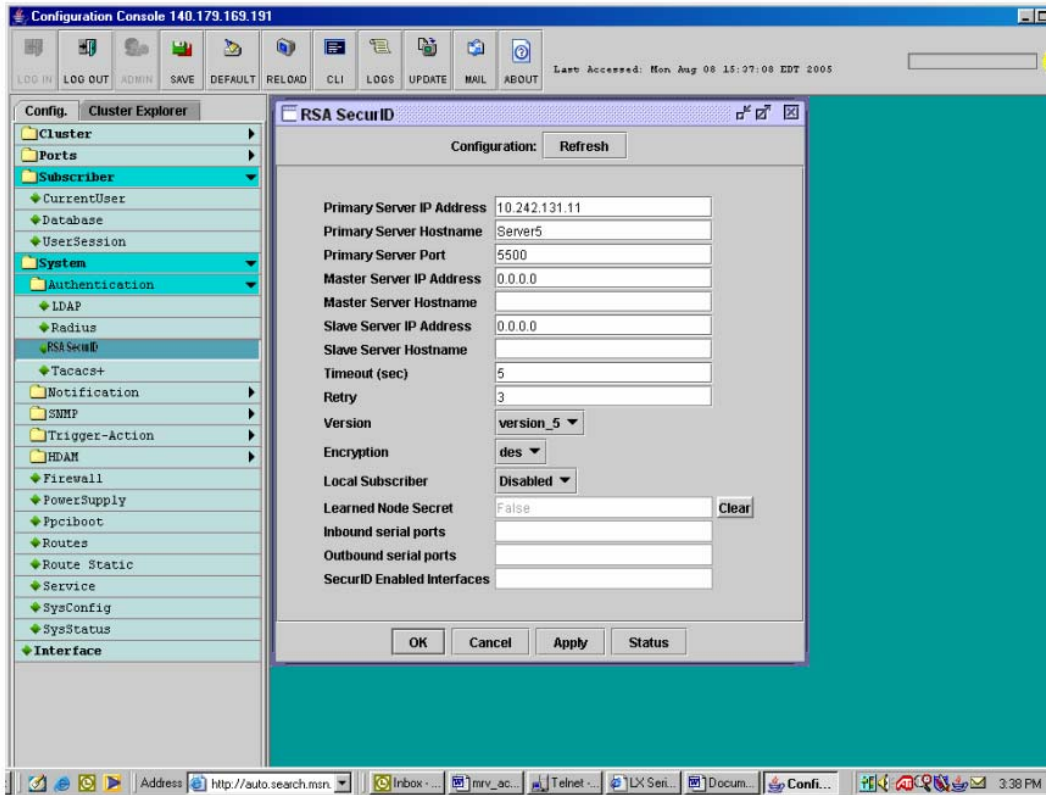 Configuration Console 140.179.169.191
LOG IN LOG OUT ADMIN SAVE DEFAULT RELOAD CLI LOGS UPDATE MAIL ABOUT
Last Accessed: Mon Aug 08 15:37:08 EDT 2005
Config. Cluster Explorer
Cluster
Ports
Subscriber
CurrentUser
Database
UserSession
System
Authentication
LDAP
Radius
RSA SecurID
Tacacs+
Notification
SNMP
Trigger-Action
HDAM
Firewall
PowerSupply
Ppciboot
Routes
Route Static
Service
SysConfig
SysStatus
Interface
RSA SecurID
Configuration: Refresh
Primary Server IP Address 10.242.131.11
Primary Server Hostname Server5
Primary Server Port 5500
Master Server IP Address 0.0.0.0
Master Server Hostname
Slave Server IP Address 0.0.0.0
Slave Server Hostname
Timeout (sec) 5
Retry 3
Version version_5
Encryption des
Local Subscriber Disabled
Learned Node Secret False Clear
Inbound serial ports
Outbound serial ports
SecurID Enabled Interfaces
OK Cancel Apply Status
Address http://auto.search.msn. Inbox - ... mrv_ac... Telnet -... LX Seri... Docum... Confi... 3:38 PM